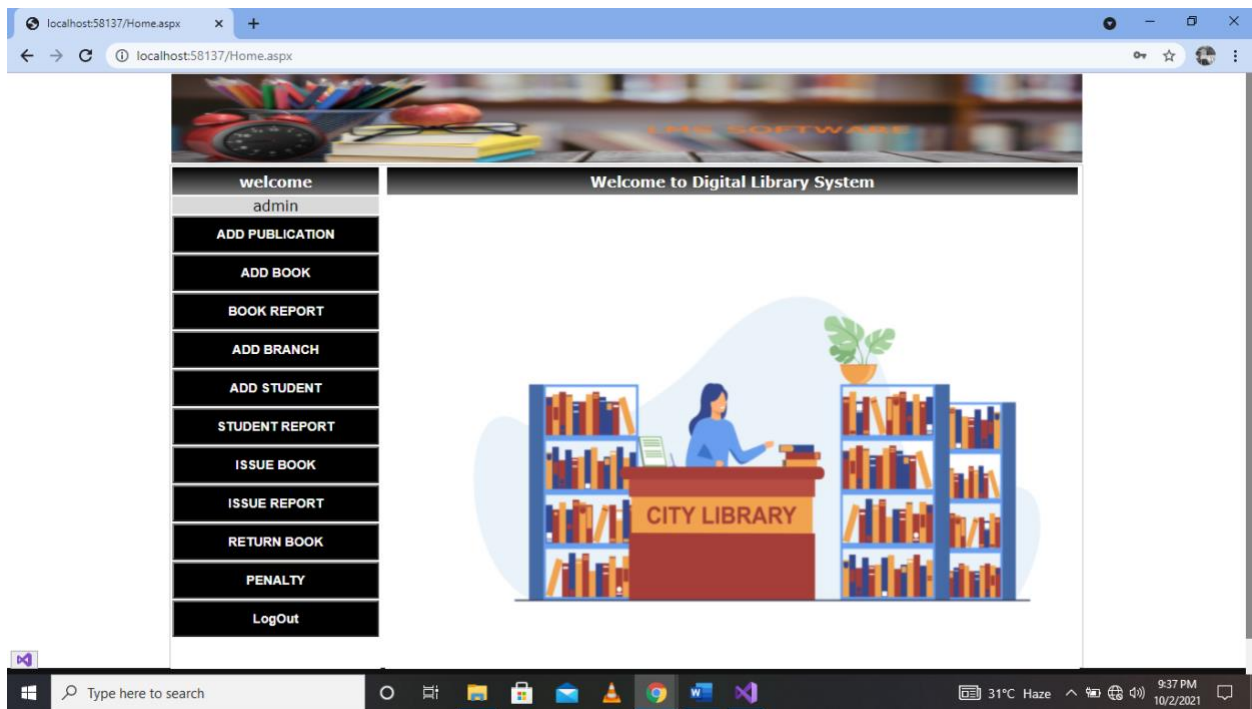 localhost:58137/Home.aspx
localhost:58137/Home.aspx
LMS SOFTWARE
welcome
Welcome to Digital Library System
admin
ADD PUBLICATION
ADD BOOK
BOOK REPORT
ADD BRANCH
ADD STUDENT
STUDENT REPORT
ISSUE BOOK
ISSUE REPORT
RETURN BOOK
PENALTY
LogOut
CITY LIBRARY
Type here to search
31°C Haze
9:37 PM
10/2/2021